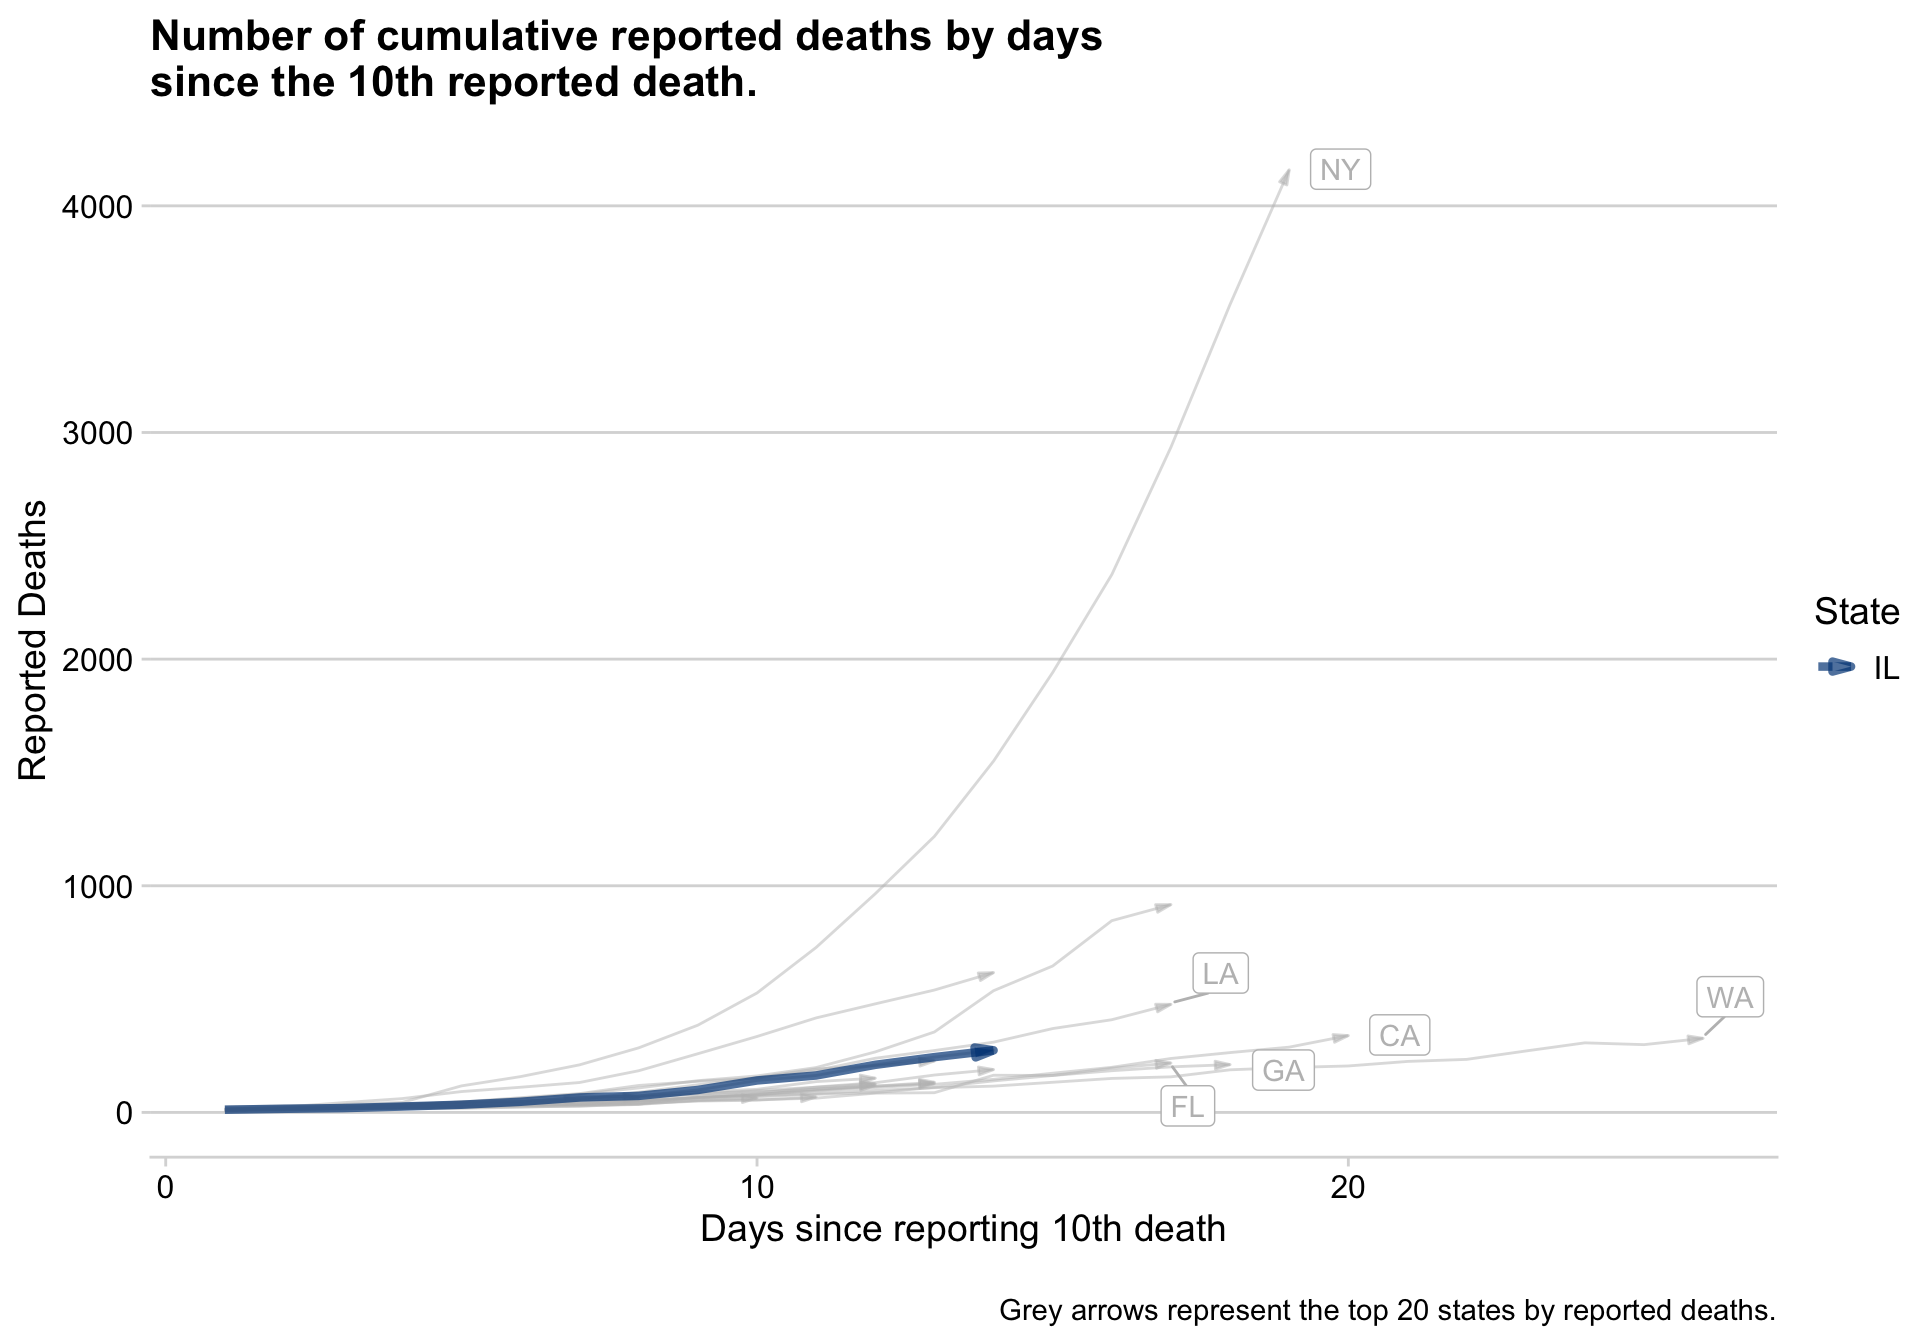 Number of cumulative reported deaths by days
since the 10th reported death.
NY
4000
3000
Reported Deaths
2000
State
IL
1000
LA
WA
CA
GA
FL
0
0
10
20
Days since reporting 10th death
Grey arrows represent the top 20 states by reported deaths.